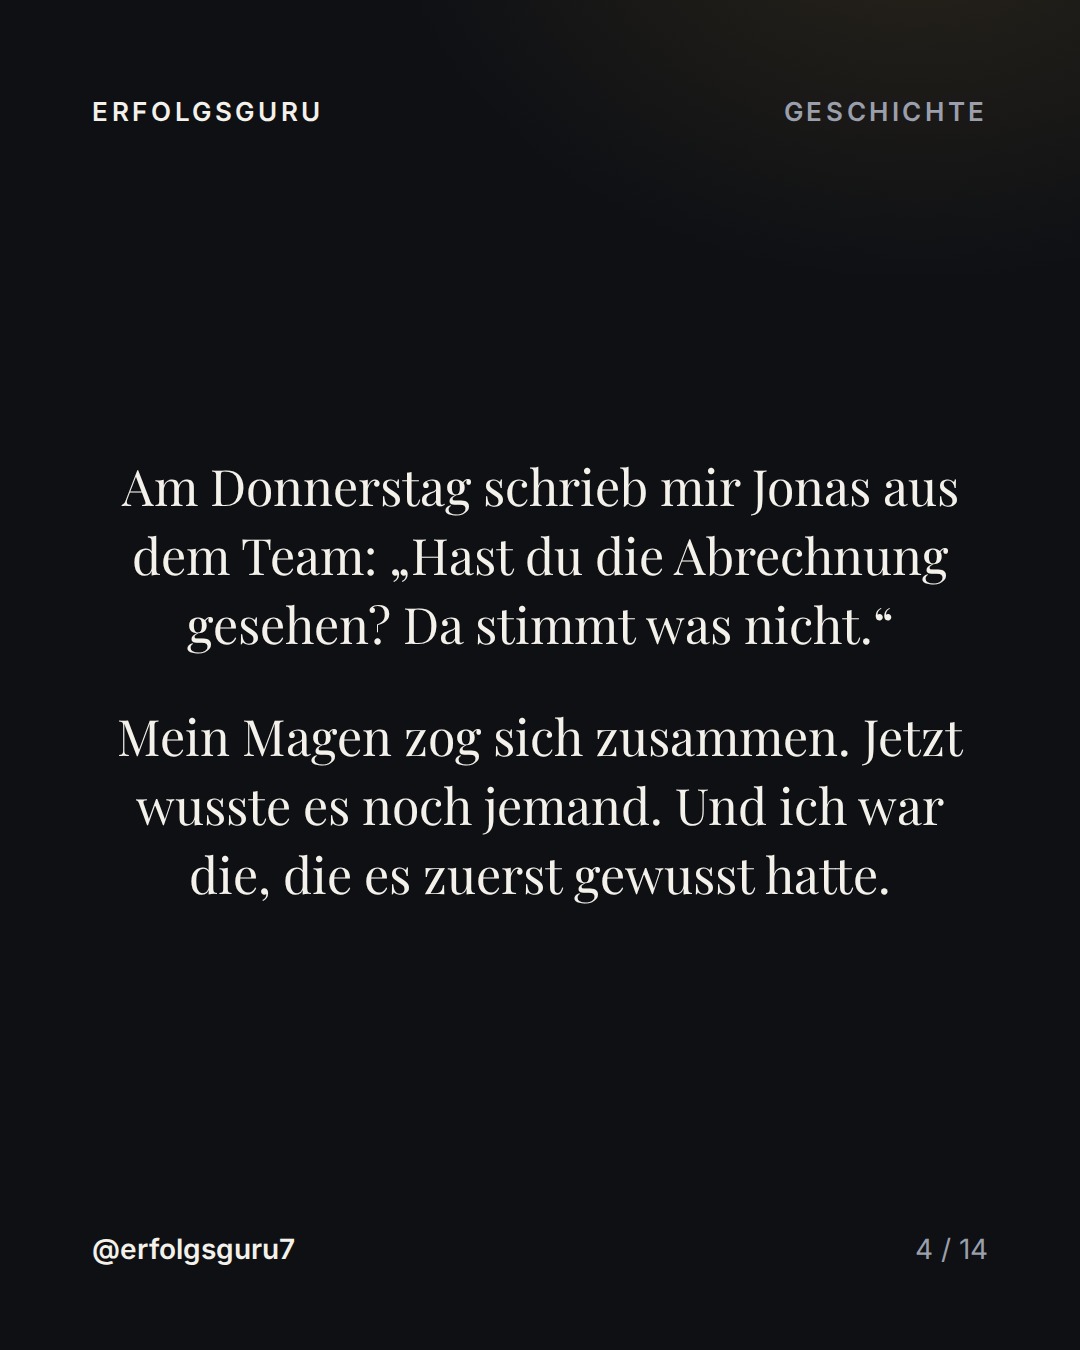 ERFOLGSGURU
GESCHICHTE
Am Donnerstag schrieb mir Jonas aus
dem Team: „Hast du die Abrechnung
gesehen? Da stimmt was nicht.“
Mein Magen zog sich zusammen. Jetzt
wusste es noch jemand. Und ich war
die, die es zuerst gewusst hatte.
@erfolgsguru7
4 / 14